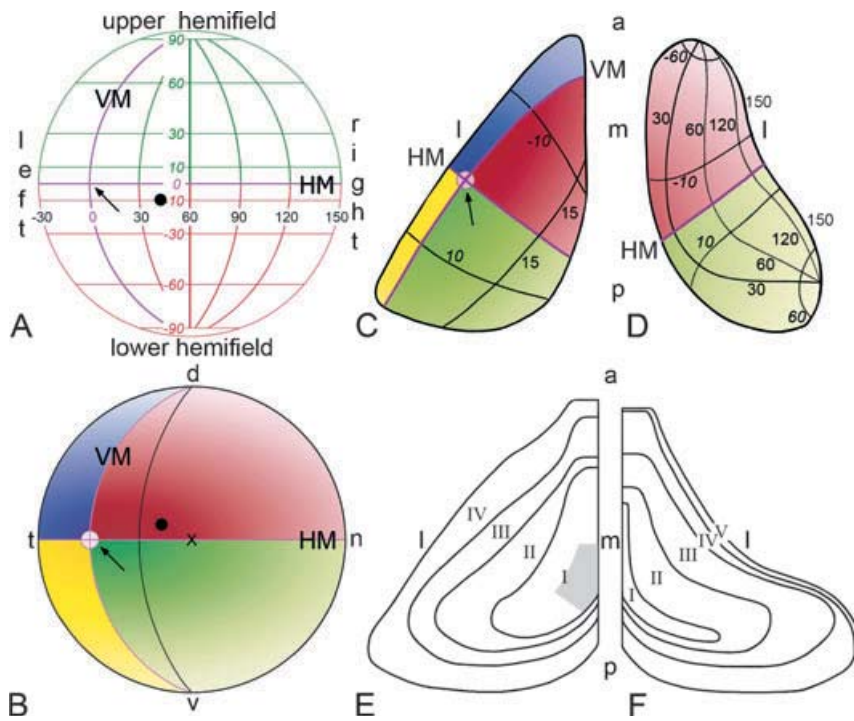 upper hemifield
90
60
30
10
0
-10
-30
-60
-90
VM
HM
left
right
-30
0
30
60
90
120
150
lower hemifield
A
d
VM
t
x
HM
n
v
B
l
VM
HM
-10
15
10
15
C
a
m
p
-60
30
60
120
150
l
-10
HM
10
150
120
60
30
60
D
a
l
IV
III
II
I
E
m
p
I
II
III
IV
V
l
F